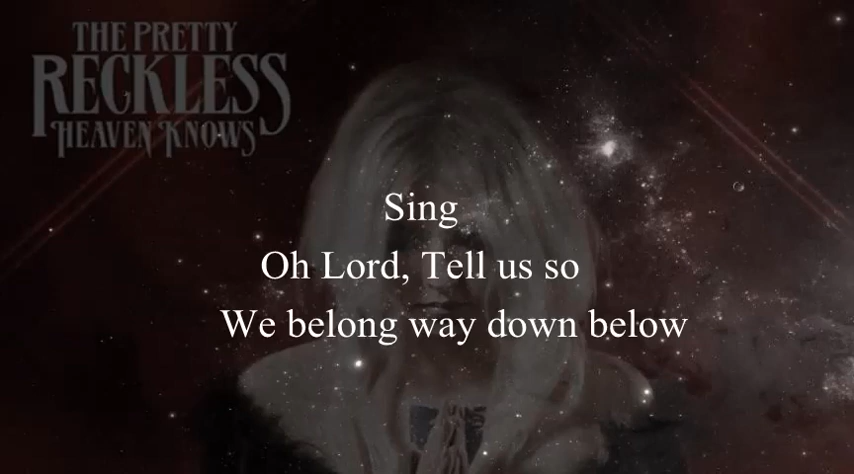 THE PRETTY
RECKLESS
HEAVEN KNOWS
Sing
Oh Lord, Tell us so
We belong way down below